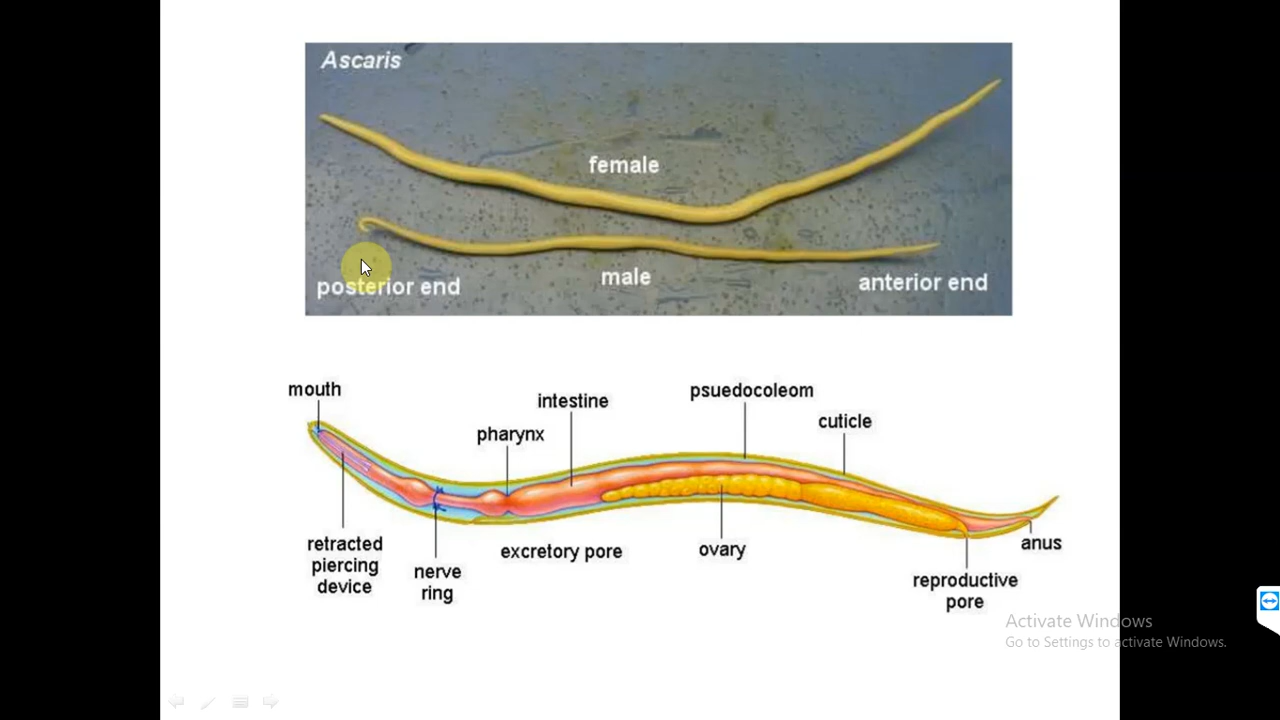 Ascaris
female
male
posterior end
anterior end
mouth
intestine
psuedocoleom
cuticle
pharynx
retracted
piercing
device
nerve
ring
excretory pore
ovary
anus
reproductive
pore
Activate Windows
Go to Settings to activate Windows.